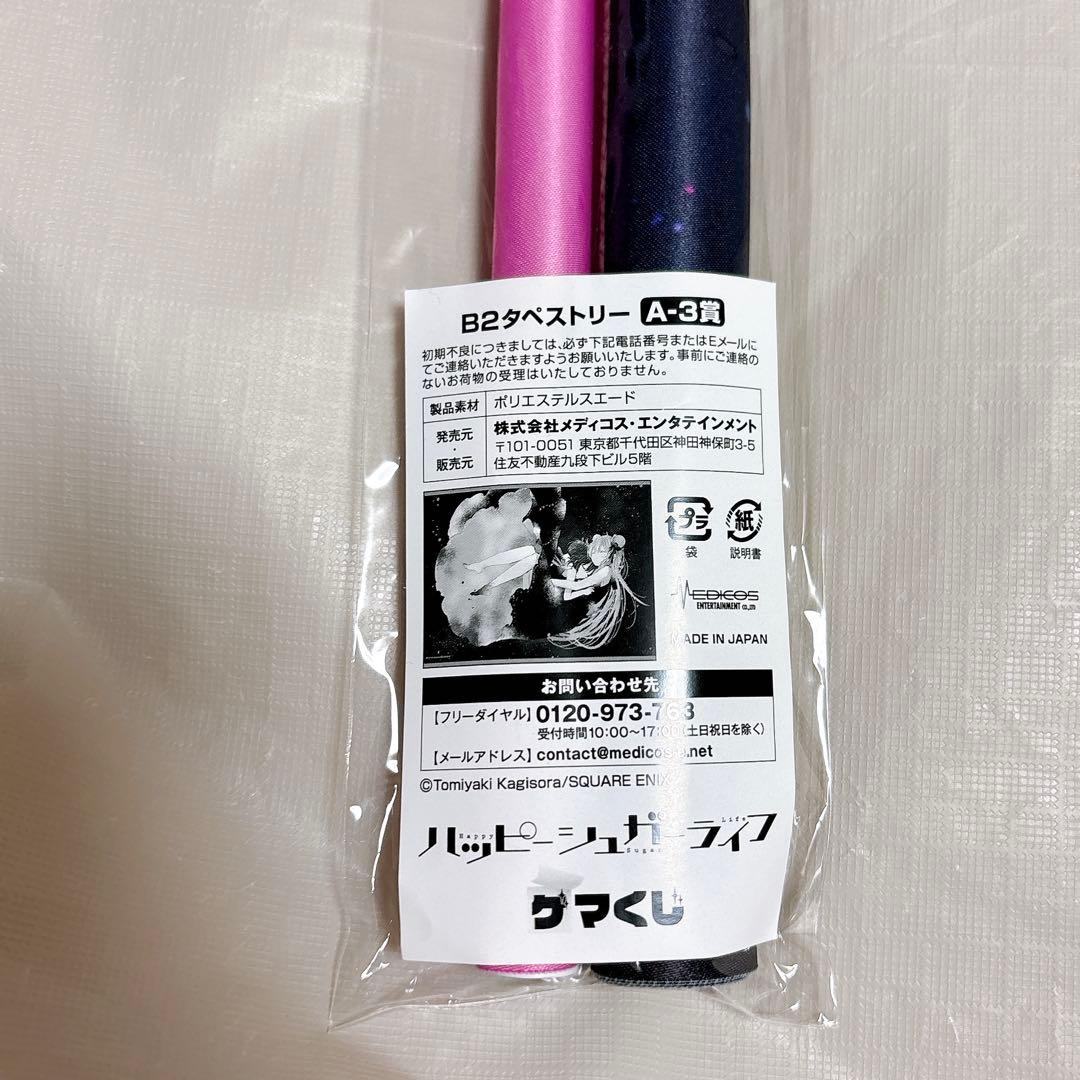 B2タペストリー A-3賞
初期不良につきましては、必ず下記電話番号またはEメールに
てご連絡いただきますようお願いいたします。事前にご連絡の
ないお荷物の受理はいたしておりません。
製品素材 ポリエステルスエード
発売元・販売元 株式会社メディコス・エンタテインメント
〒101-0051 東京都千代田区神田神保町3-5
住友不動産九段下ビル5階
プラ 紙
袋 説明書
MEDICOS
ENTERTAINMENT CO.,LTD
MADE IN JAPAN
お問い合わせ先
【フリーダイヤル】0120-973-763
受付時間10:00～17:00(土日祝日を除く)
【メールアドレス】contact@medicos-e.net
©Tomiyaki Kagisora/SQUARE ENIX
ハッピーシュガーライフ
Happy Sugar Life
ゲマくじ